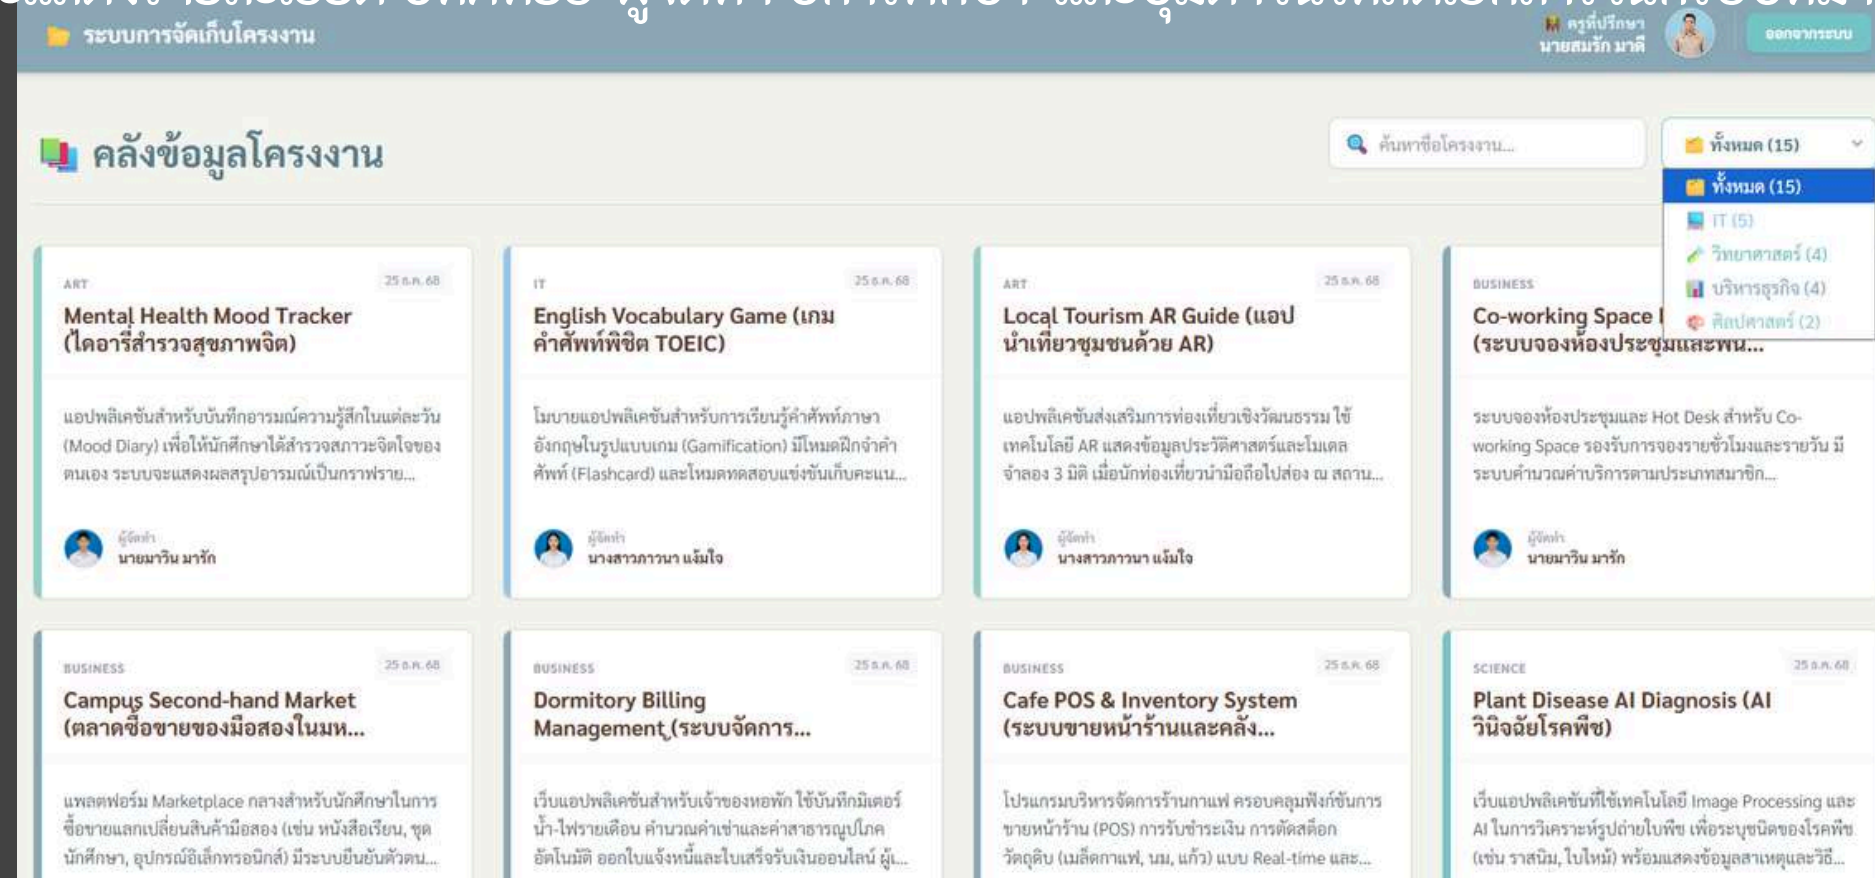 ระบบการจัดเก็บโครงงาน
ครูที่ปรึกษา
นายสมรัก มาดี
ออกจากระบบ
คลังข้อมูลโครงงาน
ค้นหาชื่อโครงงาน...
ทั้งหมด (15)
ทั้งหมด (15)
IT (5)
วิทยาศาสตร์ (4)
บริหารธุรกิจ (4)
ศิลปศาสตร์ (2)
ART
25 ธ.ค. 68
Mental Health Mood Tracker
(ไดอารี่สำรวจสุขภาพจิต)
แอปพลิเคชันสำหรับบันทึกอารมณ์ความรู้สึกในแต่ละวัน
(Mood Diary) เพื่อให้นักศึกษาได้สำรวจสภาวะจิตใจของ
ตนเอง ระบบจะแสดงผลสรุปอารมณ์เป็นกราฟราย...
ผู้จัดทำ
นายมาวิน มารัก
IT
25 ธ.ค. 68
English Vocabulary Game (เกม
คำศัพท์พิชิต TOEIC)
โมบายแอปพลิเคชันสำหรับการเรียนรู้คำศัพท์ภาษา
อังกฤษในรูปแบบเกม (Gamification) มีโหมดฝึกจำคำ
ศัพท์ (Flashcard) และโหมดทดสอบแข่งขันเก็บคะแน...
ผู้จัดทำ
นางสาวภาวนา แง้มใจ
ART
25 ธ.ค. 68
Local Tourism AR Guide (แอป
นำเที่ยวชุมชนด้วย AR)
แอปพลิเคชันส่งเสริมการท่องเที่ยวเชิงวัฒนธรรม ใช้
เทคโนโลยี AR แสดงข้อมูลประวัติศาสตร์และโมเดล
จำลอง 3 มิติ เมื่อนักท่องเที่ยวนำมือถือไปส่อง ณ สถาน...
ผู้จัดทำ
นางสาวภาวนา แง้มใจ
BUSINESS
Co-working Space
(ระบบจองห้องประชุมและพื้น...
ระบบจองห้องประชุมและ Hot Desk สำหรับ Co-
working Space รองรับการจองรายชั่วโมงและรายวัน มี
ระบบคำนวณค่าบริการตามประเภทสมาชิก...
ผู้จัดทำ
นายมาวิน มารัก
BUSINESS
25 ธ.ค. 68
Campus Second-hand Market
(ตลาดซื้อขายของมือสองในมห...
แพลตฟอร์ม Marketplace กลางสำหรับนักศึกษาในการ
ซื้อขายแลกเปลี่ยนสินค้ามือสอง (เช่น หนังสือเรียน, ชุด
นักศึกษา, อุปกรณ์อิเล็กทรอนิกส์) มีระบบยืนยันตัวตน...
BUSINESS
25 ธ.ค. 68
Dormitory Billing
Management (ระบบจัดการ...
เว็บแอปพลิเคชันสำหรับเจ้าของหอพัก ใช้บันทึกมิเตอร์
น้ำ-ไฟรายเดือน คำนวณค่าเช่าและค่าสาธารณูปโภค
อัตโนมัติ ออกใบแจ้งหนี้และใบเสร็จรับเงินออนไลน์ ผู้เ...
BUSINESS
25 ธ.ค. 68
Cafe POS & Inventory System
(ระบบขายหน้าร้านและคลัง...
โปรแกรมบริหารจัดการร้านกาแฟ ครอบคลุมฟังก์ชันการ
ขายหน้าร้าน (POS) การรับชำระเงิน การตัดสต็อก
วัตถุดิบ (เมล็ดกาแฟ, นม, แก้ว) แบบ Real-time และ...
SCIENCE
25 ธ.ค. 68
Plant Disease AI Diagnosis (AI
วินิจฉัยโรคพืช)
เว็บแอปพลิเคชันที่ใช้เทคโนโลยี Image Processing และ
AI ในการวิเคราะห์รูปถ่ายใบพืช เพื่อระบุชนิดของโรคพืช
(เช่น ราสนิม, ใบไหม้) พร้อมแสดงข้อมูลสาเหตุและวิธี...